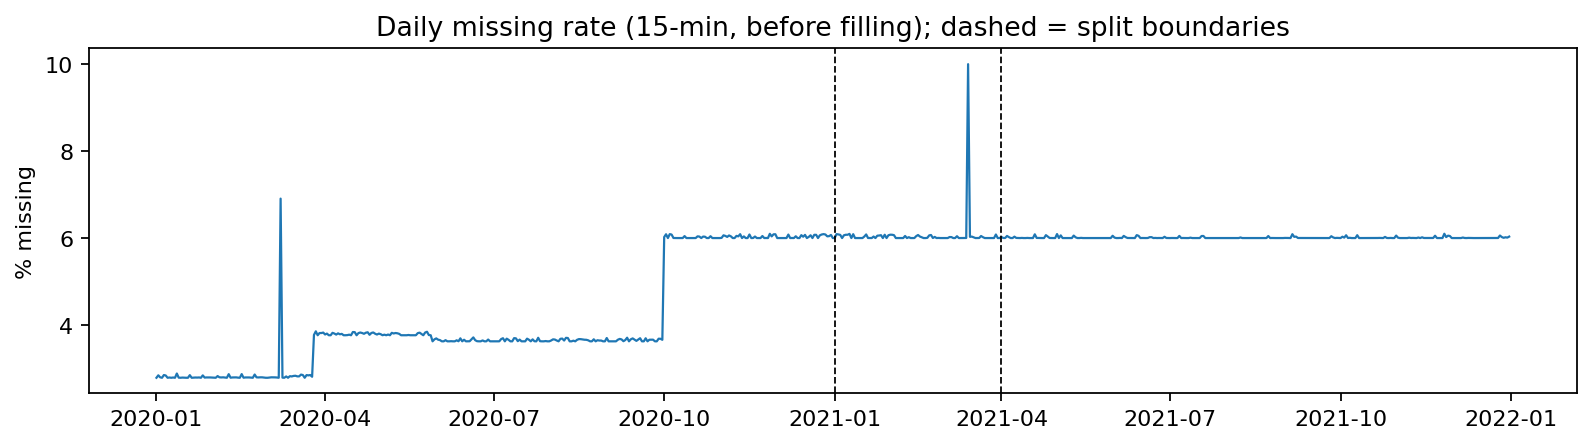 Daily missing rate (15-min, before filling); dashed = split boundaries
% missing
10
8
6
4
2020-01 2020-04 2020-07 2020-10 2021-01 2021-04 2021-07 2021-10 2022-01